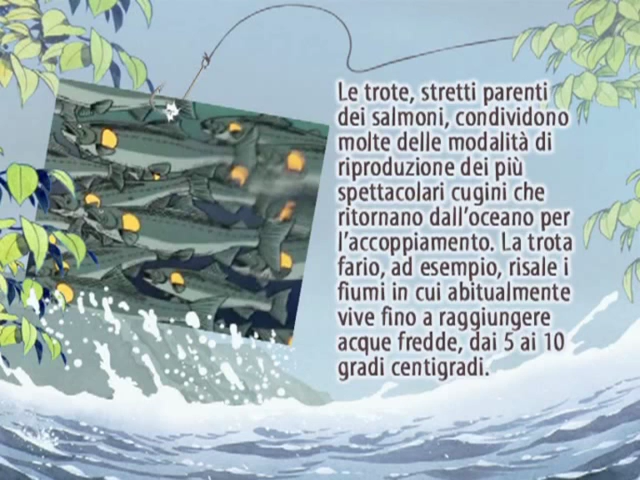 Le trote, stretti parenti
dei salmoni, condividono
molte delle modalità di
riproduzione dei più
spettacolari cugini che
ritornano dall'oceano per
l'accoppiamento. La trota
fario, ad esempio, risale i
fiumi in cui abitualmente
vive fino a raggiungere
acque fredde, dai 5 ai 10
gradi centigradi.